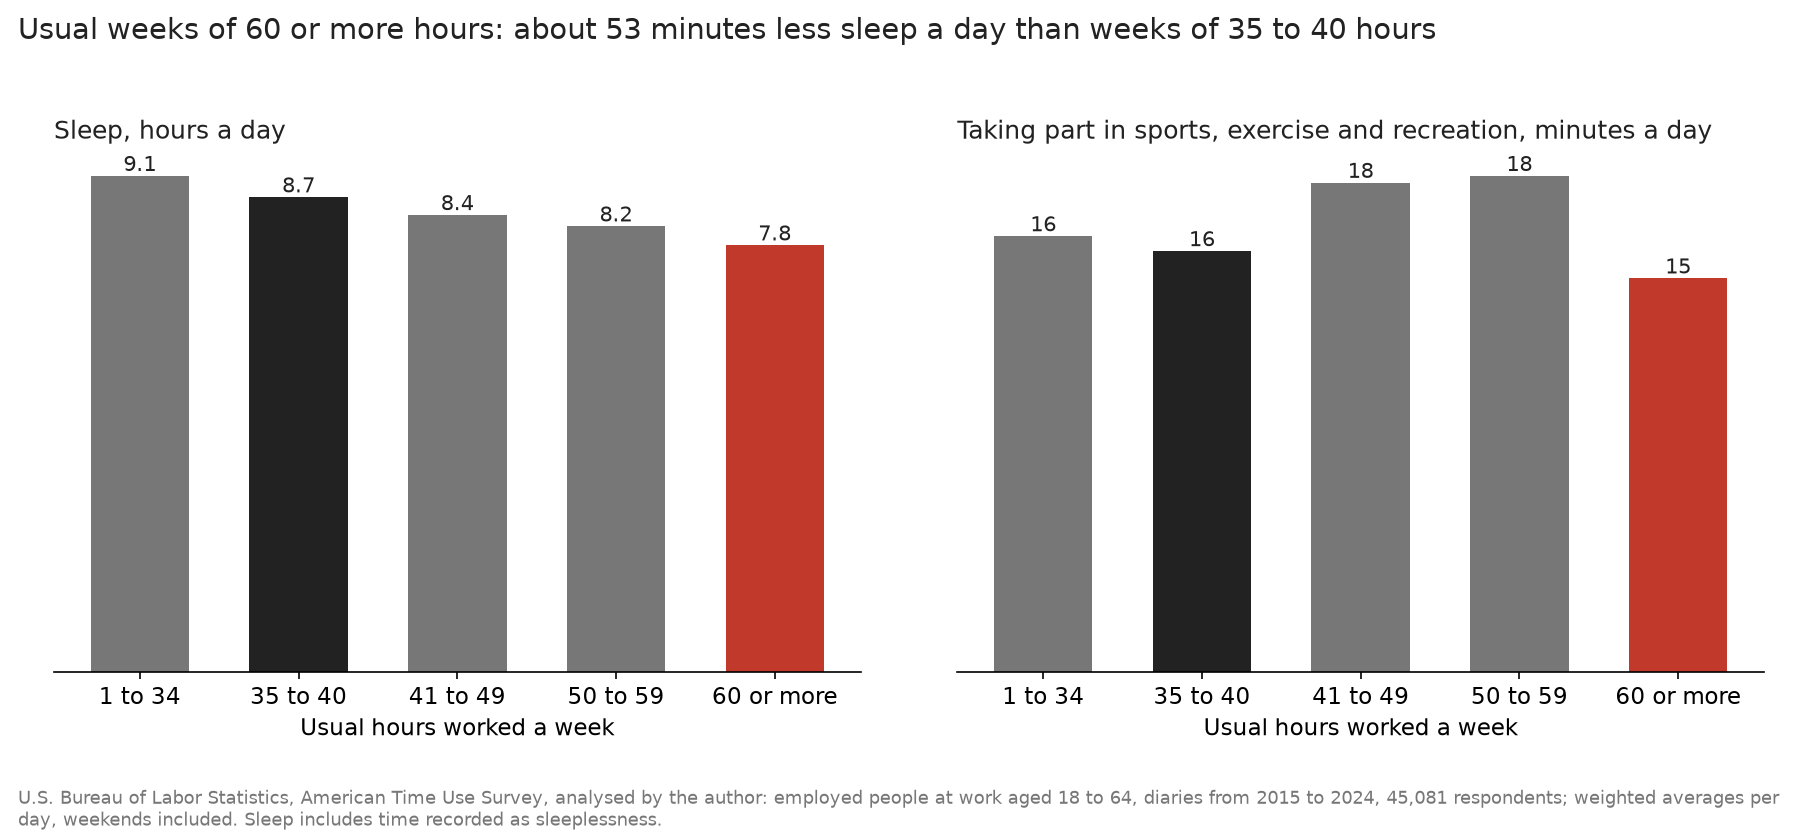 Usual weeks of 60 or more hours: about 53 minutes less sleep a day than weeks of 35 to 40 hours
Sleep, hours a day
9.1
8.7
8.4
8.2
7.8
1 to 34
35 to 40
41 to 49
50 to 59
60 or more
Usual hours worked a week
Taking part in sports, exercise and recreation, minutes a day
16
16
18
18
15
1 to 34
35 to 40
41 to 49
50 to 59
60 or more
Usual hours worked a week
U.S. Bureau of Labor Statistics, American Time Use Survey, analysed by the author: employed people at work aged 18 to 64, diaries from 2015 to 2024, 45,081 respondents; weighted averages per
day, weekends included. Sleep includes time recorded as sleeplessness.